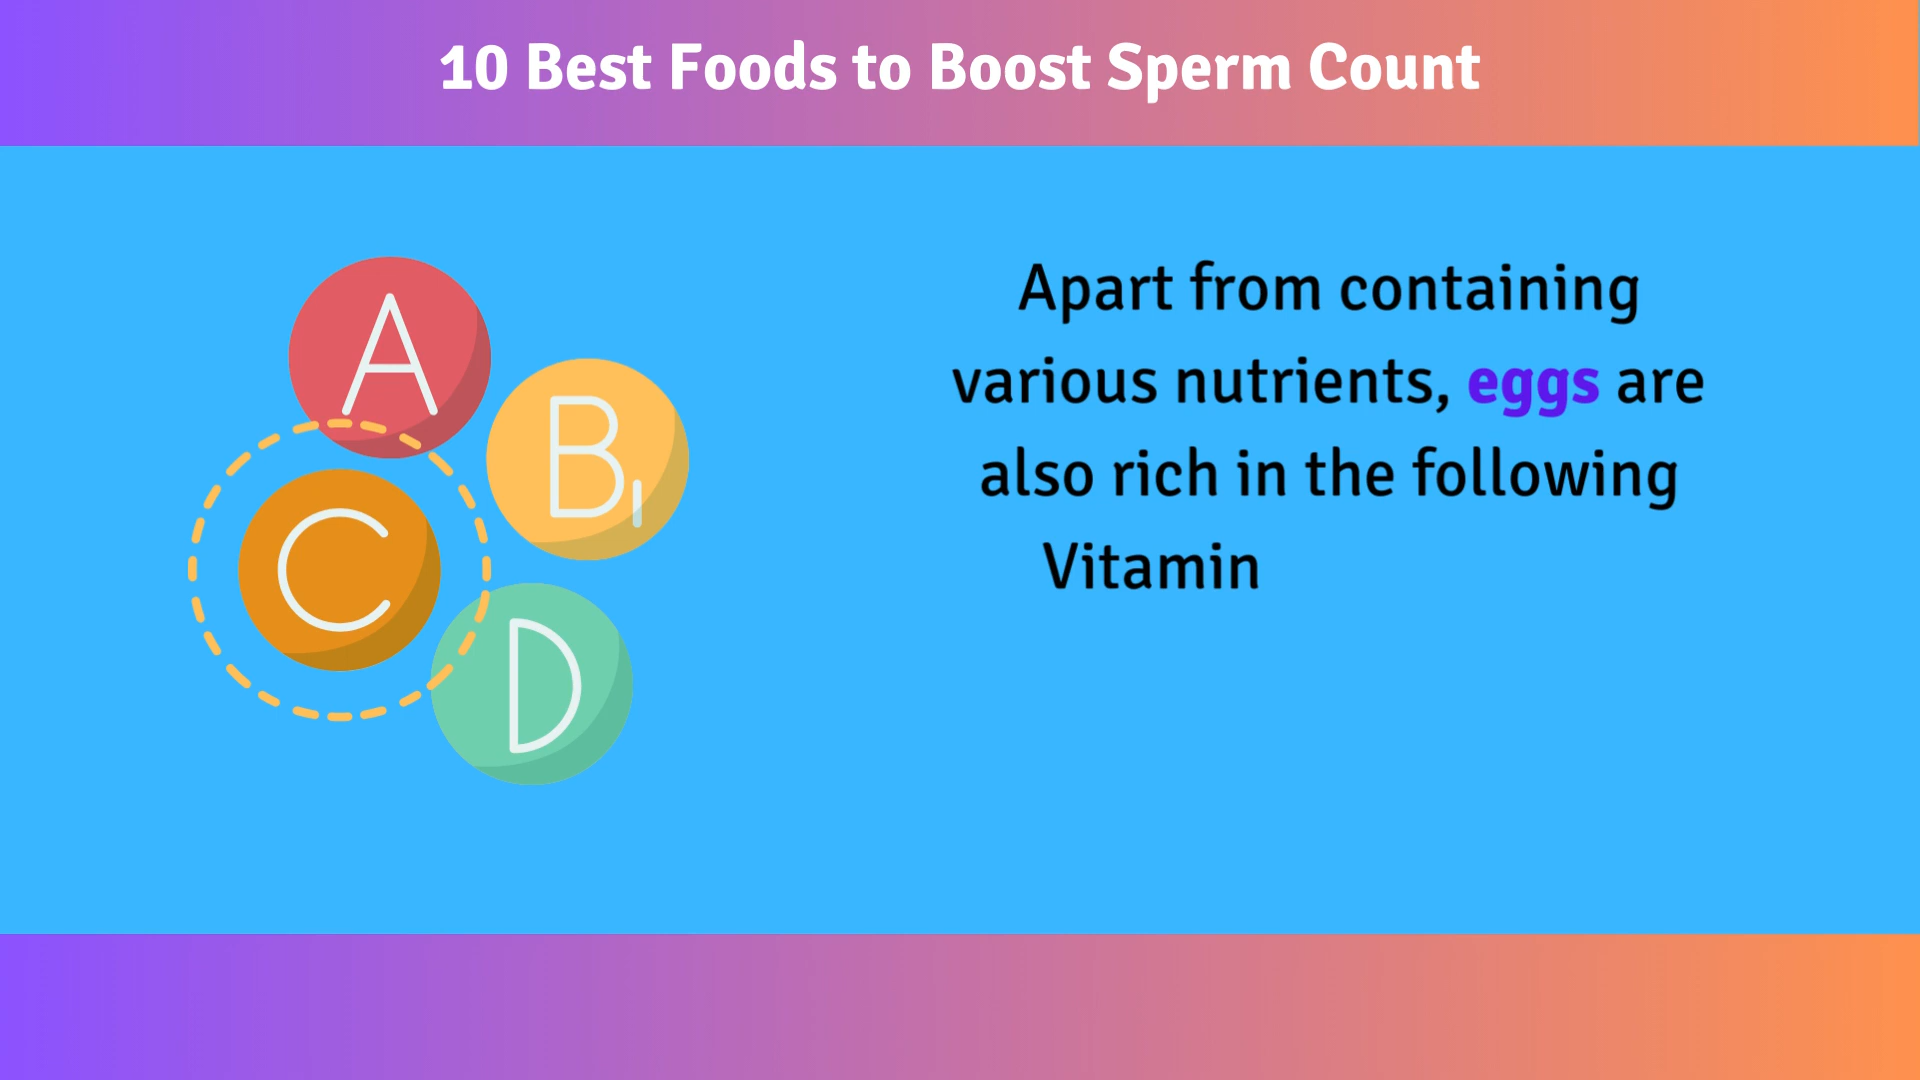 10 Best Foods to Boost Sperm Count
A
B1
C
D
Apart from containing
various nutrients, eggs are
also rich in the following
Vitamin